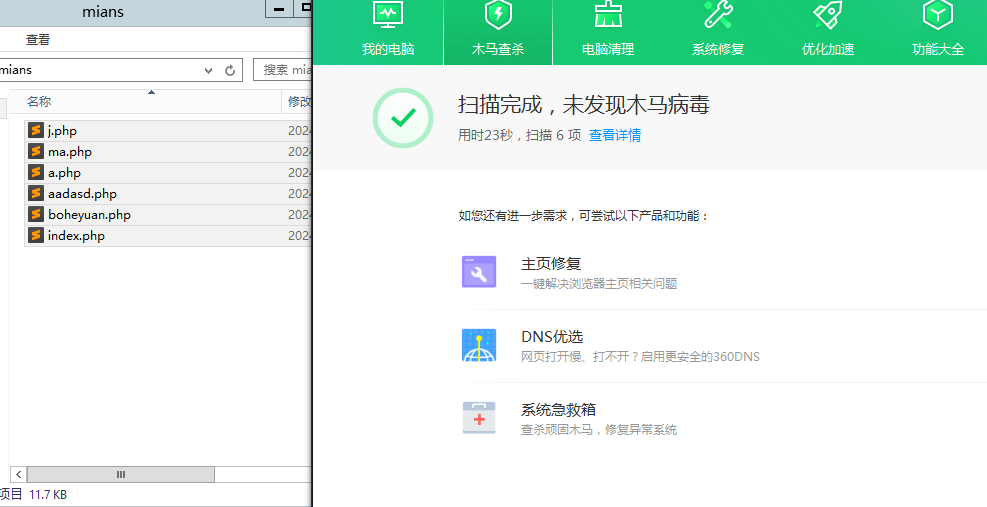 mians
查看
mians
搜索 mia
名称
修改
j.php
2024
ma.php
2024
a.php
2024
aadasd.php
2024
boheyuan.php
2024
index.php
2024
项目 11.7 KB
我的电脑
木马查杀
电脑清理
系统修复
优化加速
功能大全
扫描完成，未发现木马病毒
用时23秒，扫描 6 项 查看详情
如您还有进一步需求，可尝试以下产品和功能：
主页修复
一键解决浏览器主页相关问题
DNS优选
网页打开慢、打不开？启用更安全的360DNS
系统急救箱
查杀顽固木马，修复异常系统